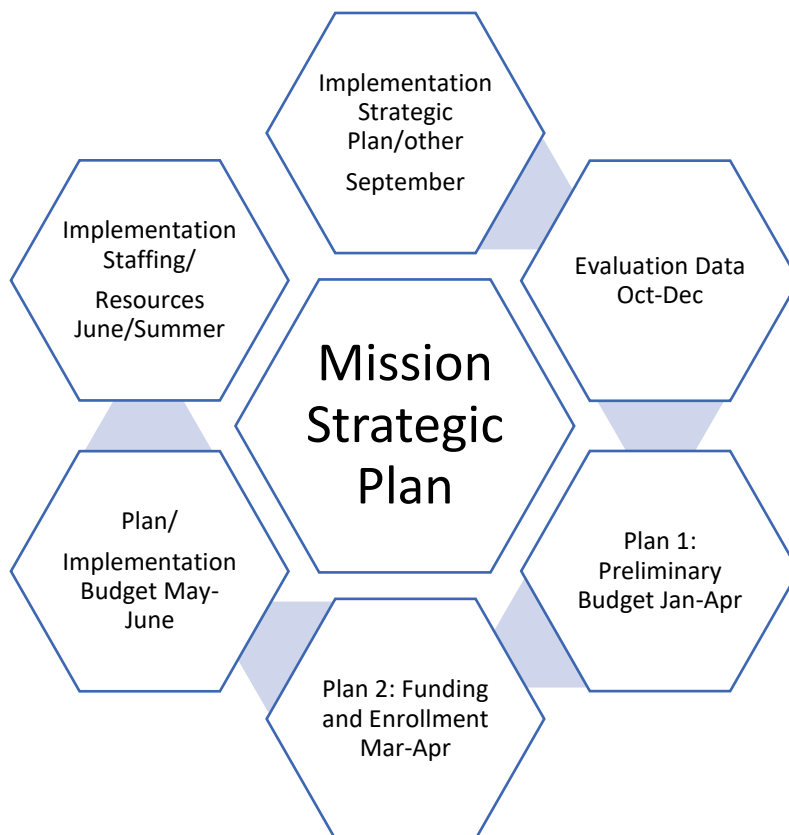 Implementation
Strategic
Plan/other
September
Evaluation Data
Oct-Dec
Plan 1:
Preliminary
Budget Jan-Apr
Plan 2: Funding
and Enrollment
Mar-Apr
Plan/
Implementation
Budget May-
June
Implementation
Staffing/
Resources
June/Summer
Mission
Strategic
Plan